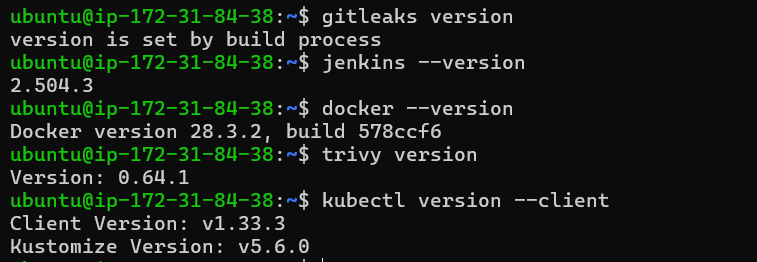 ubuntu@ip-172-31-84-38:~$ gitleaks version
version is set by build process
ubuntu@ip-172-31-84-38:~$ jenkins --version
2.504.3
ubuntu@ip-172-31-84-38:~$ docker --version
Docker version 28.3.2, build 578ccf6
ubuntu@ip-172-31-84-38:~$ trivy version
Version: 0.64.1
ubuntu@ip-172-31-84-38:~$ kubectl version --client
Client Version: v1.33.3
Kustomize Version: v5.6.0